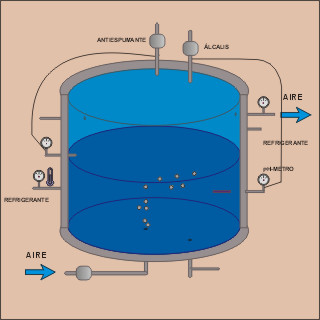 ANTIESPUMANTE
ÁLCALIS
AIRE
REFRIGERANTE
pH-METRO
REFRIGERANTE
AIRE